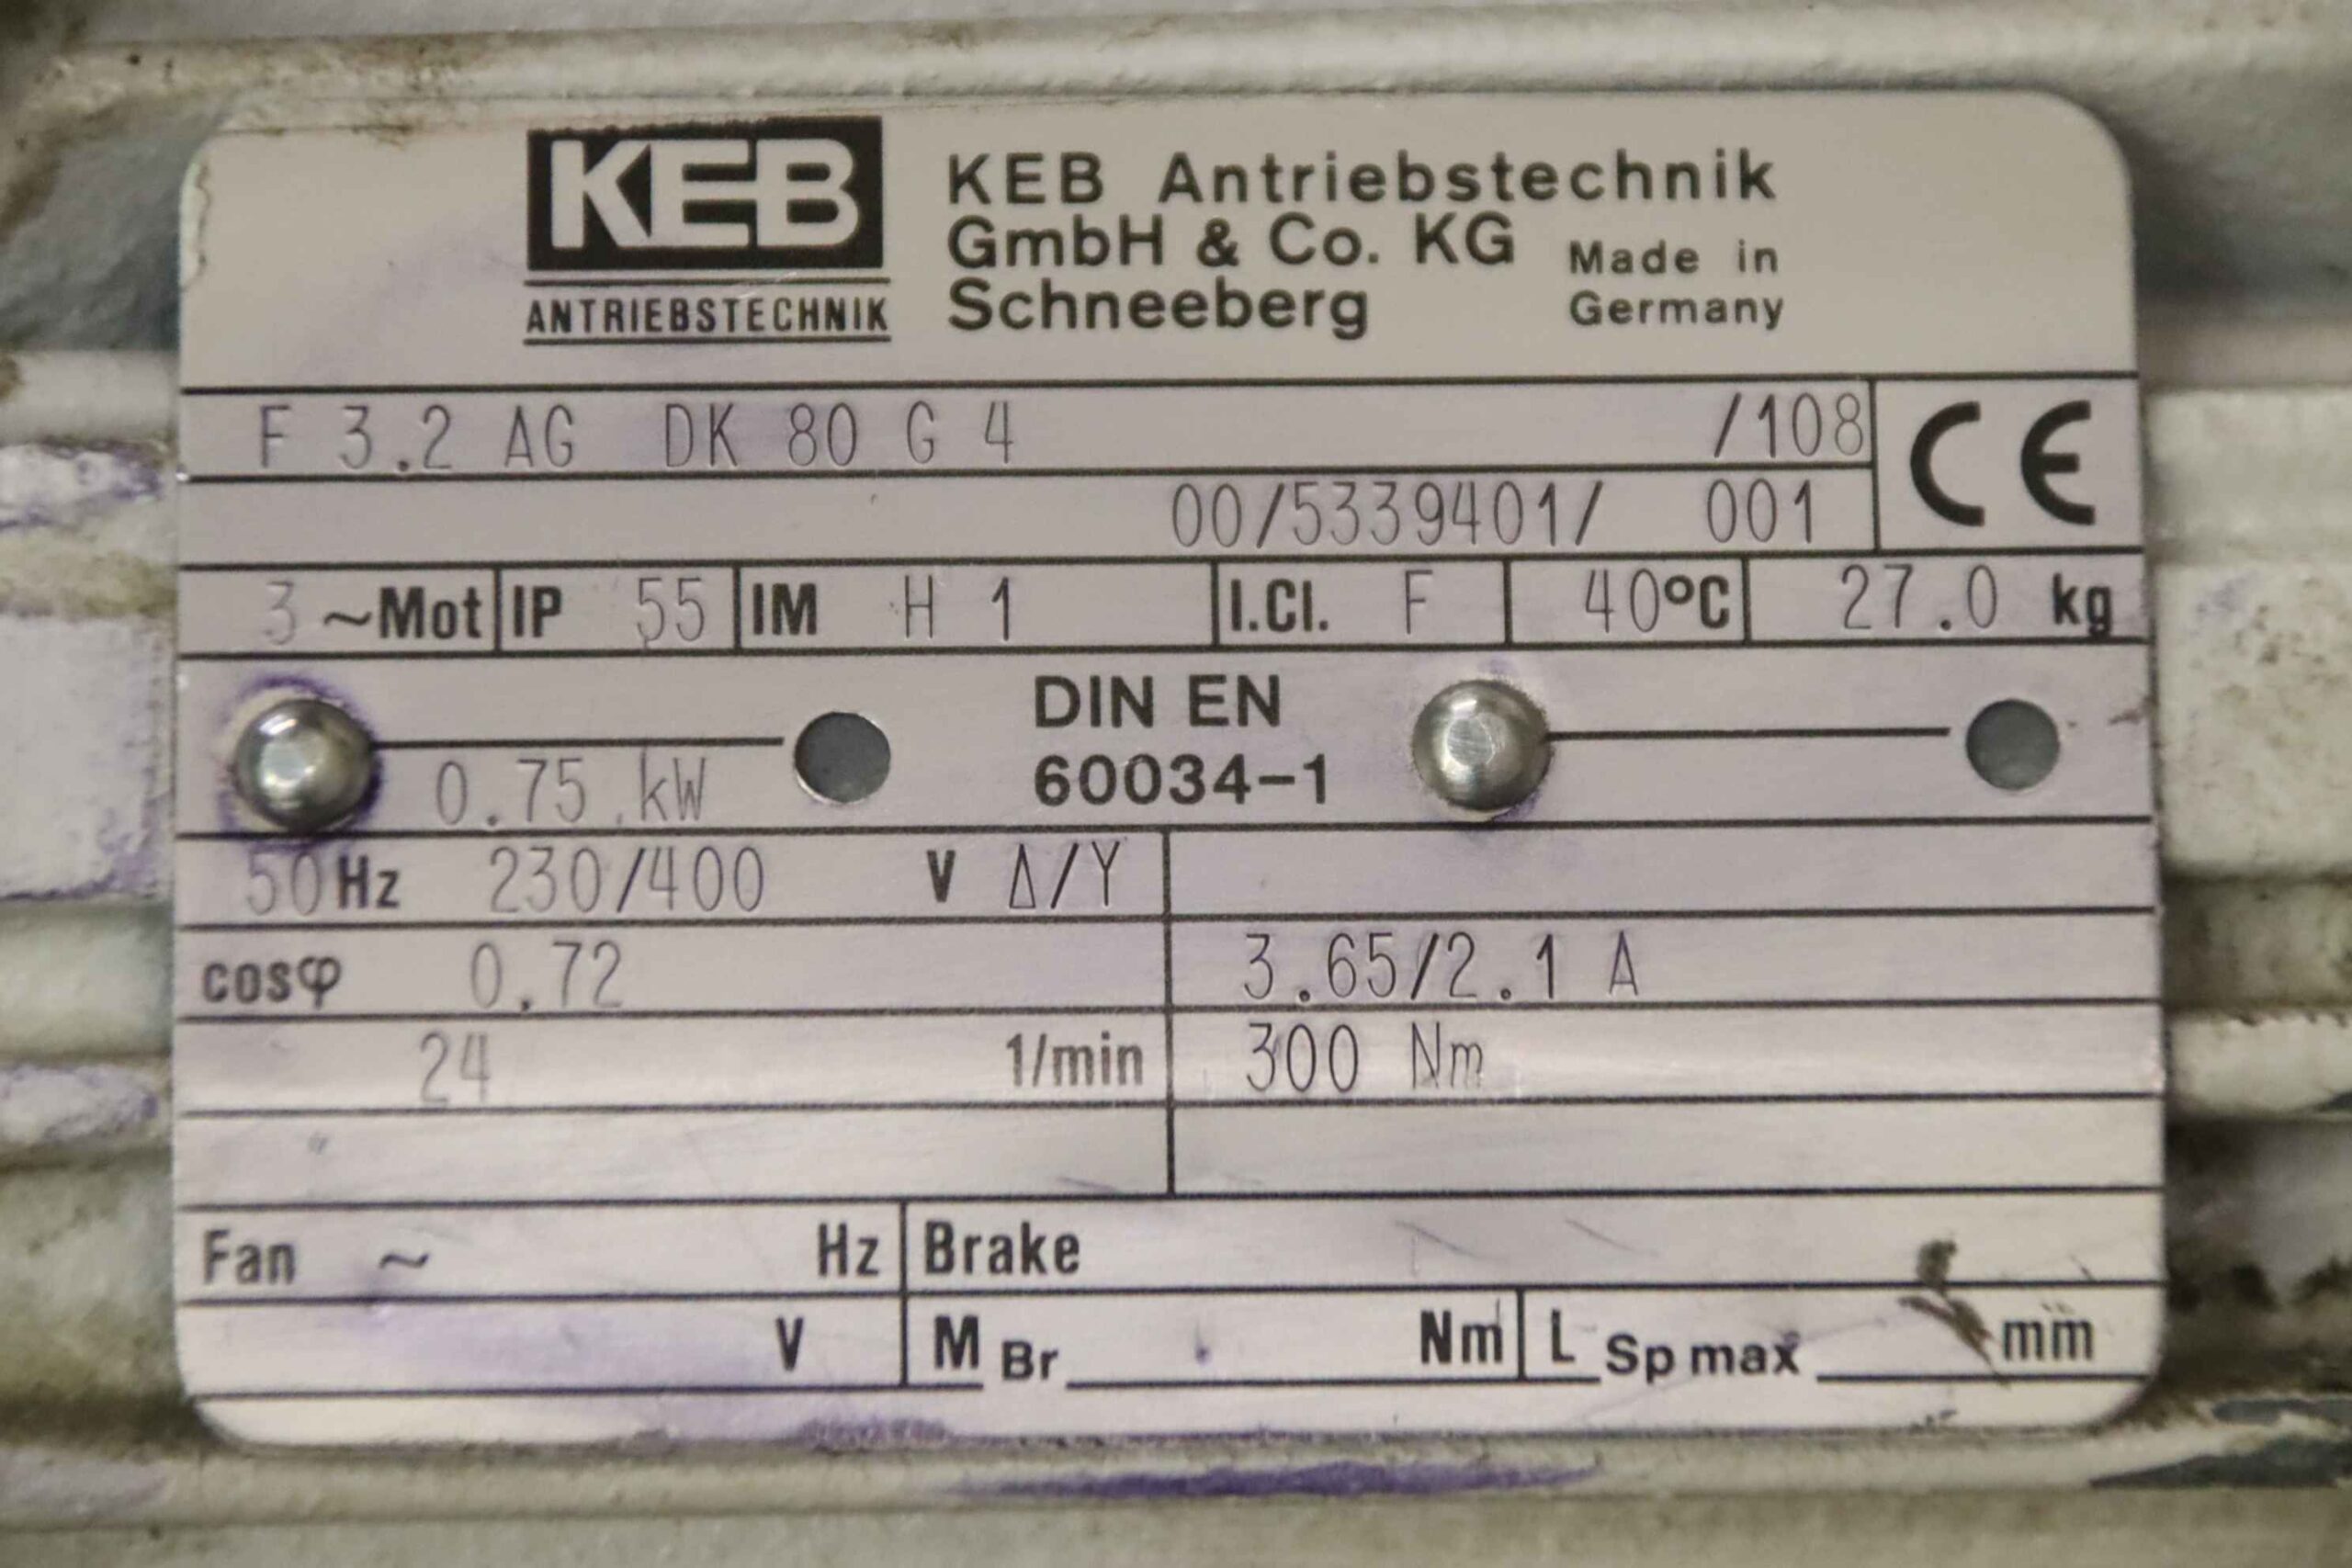 KEB
ANTRIEBSTECHNIK
KEB Antriebstechnik
GmbH & Co. KG
Schneeberg
Made in
Germany
F 3.2 AG DK 80 G 4 /108
CE
00/5339401/ 001
3 ~Mot IP 55 IM H 1 I.Cl. F 40°C 27.0 kg
DIN EN
60034-1
0.75 kW
50 Hz 230/400 V Δ/Y
cosφ 0.72 3.65/2.1 A
24 1/min 300 Nm
Fan ~ Hz Brake
V M Br Nm L Sp max mm